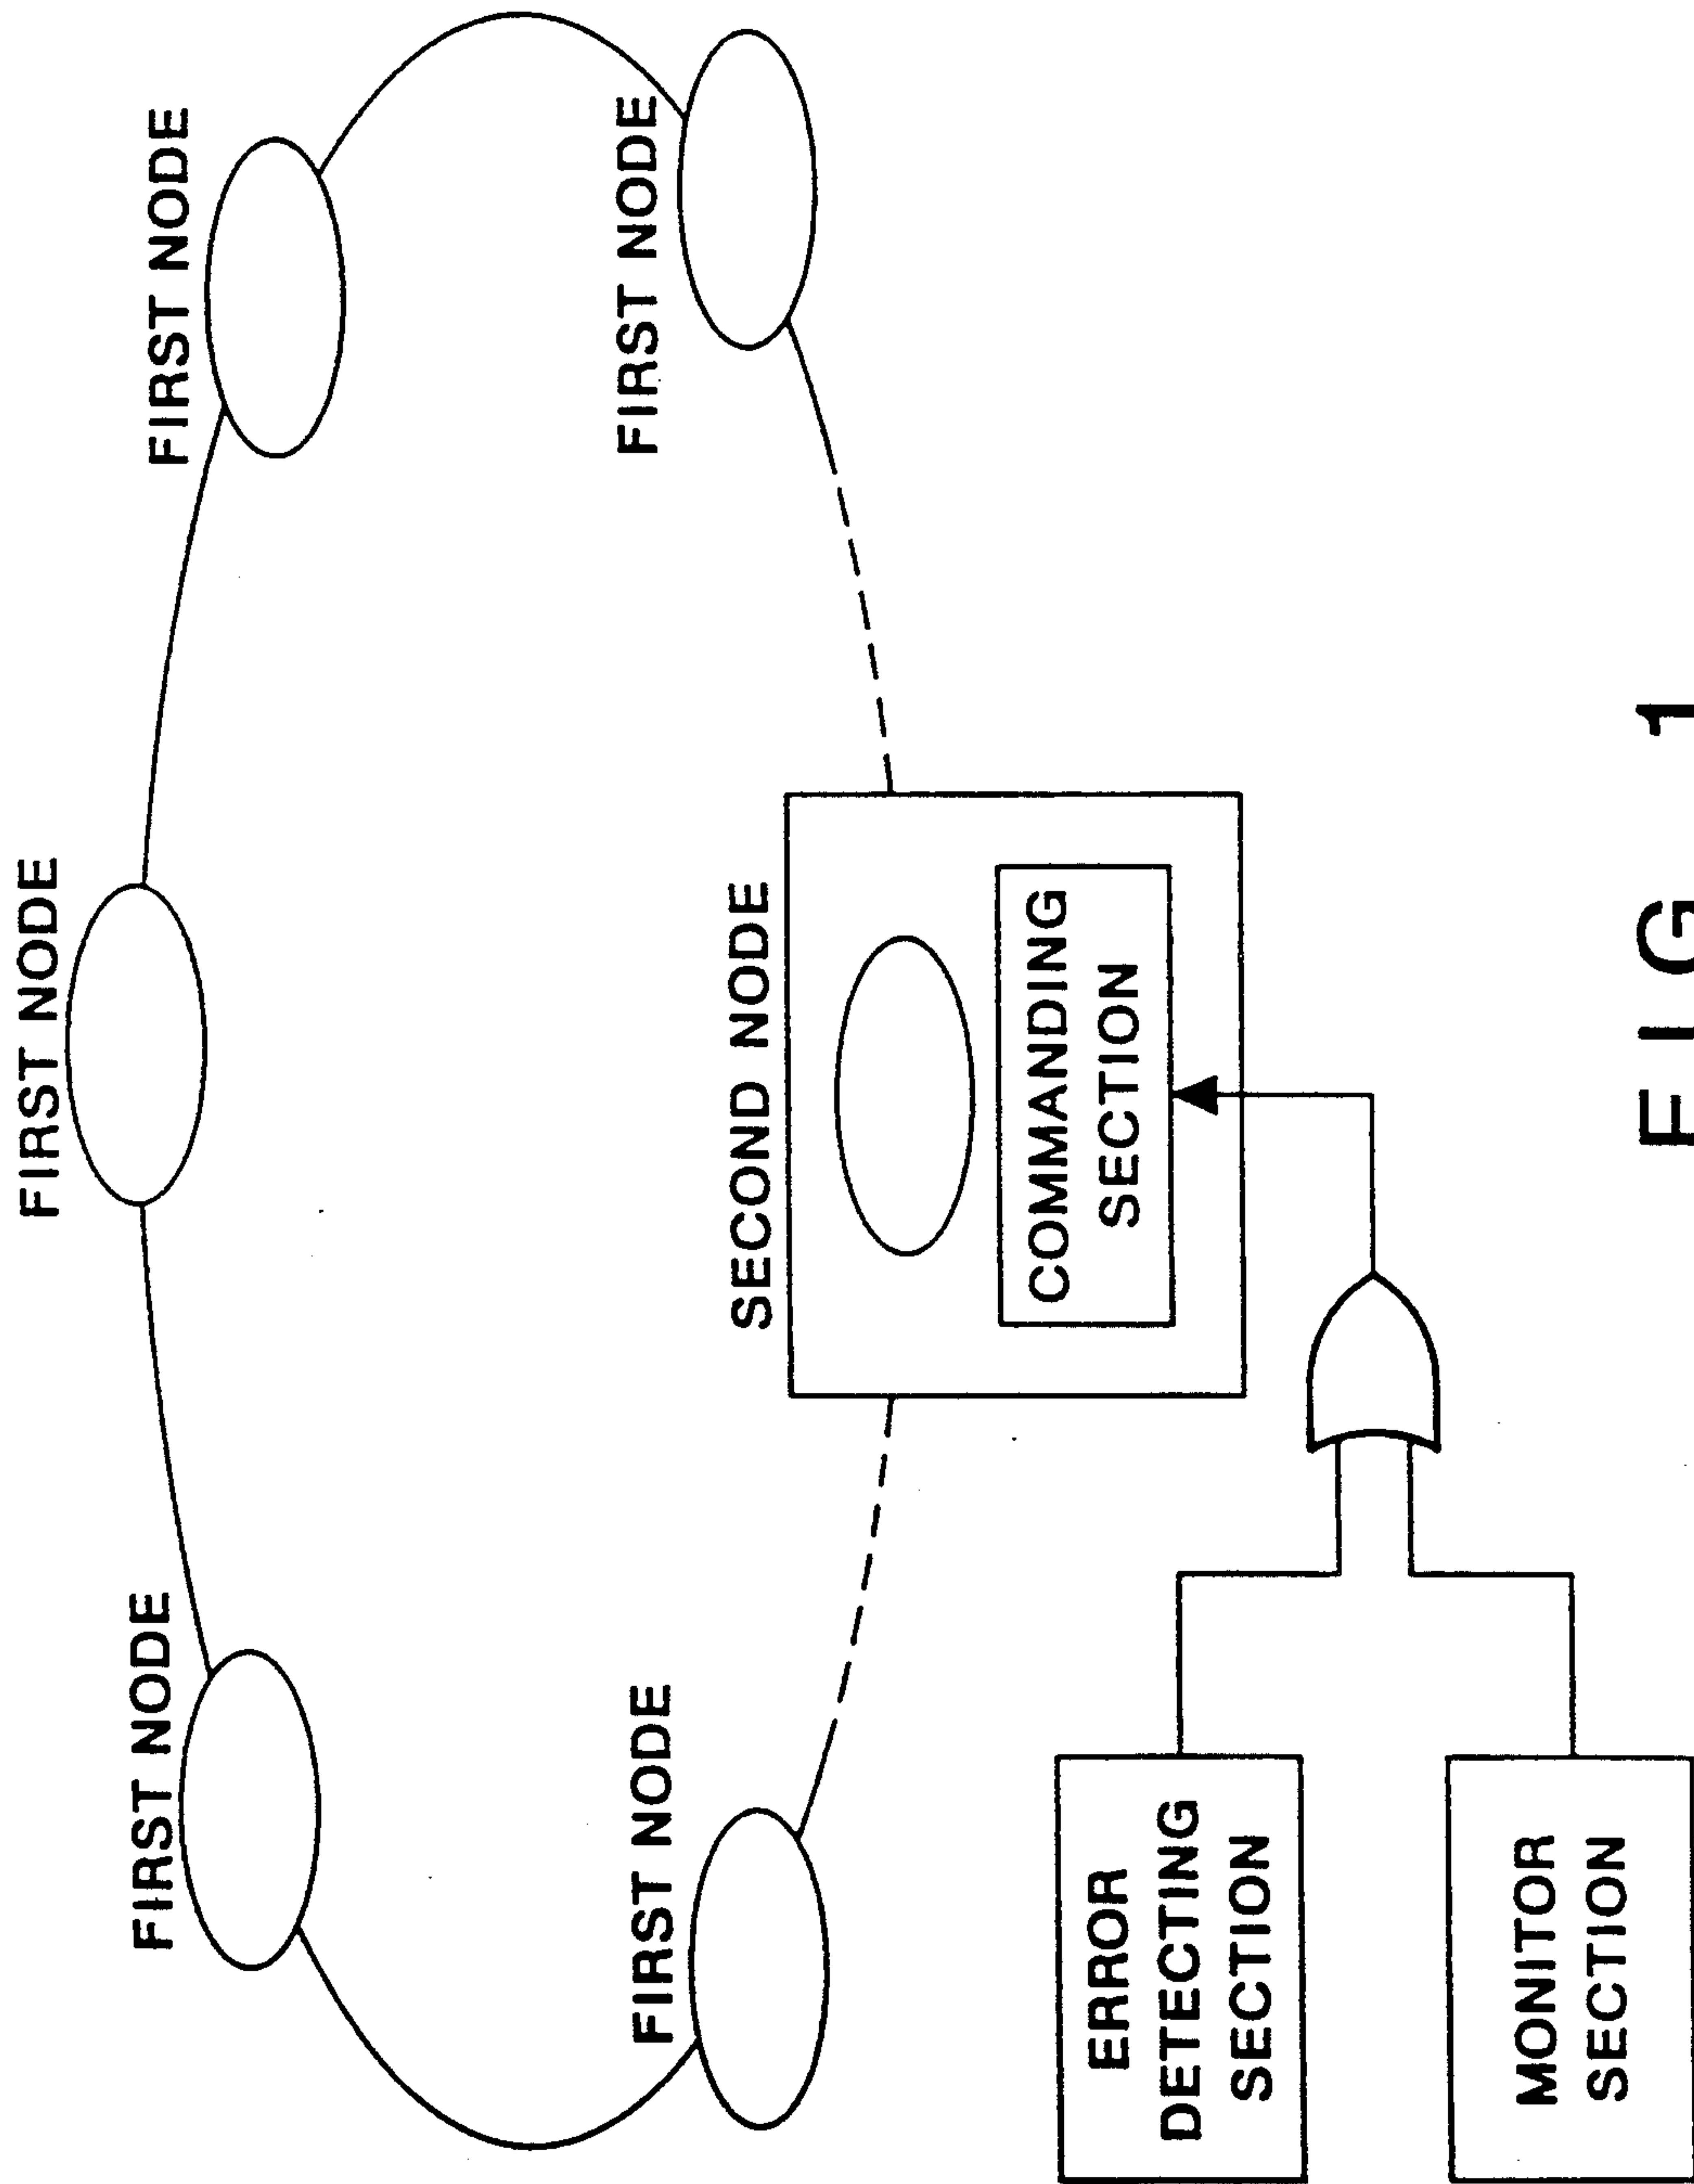 FIRST NODE
FIRST NODE
FIRST NODE
FIRST NODE
FIRST NODE
SECOND NODE
COMMANDING
SECTION
ERROR
DETECTING
SECTION
MONITOR
SECTION
FIG 1